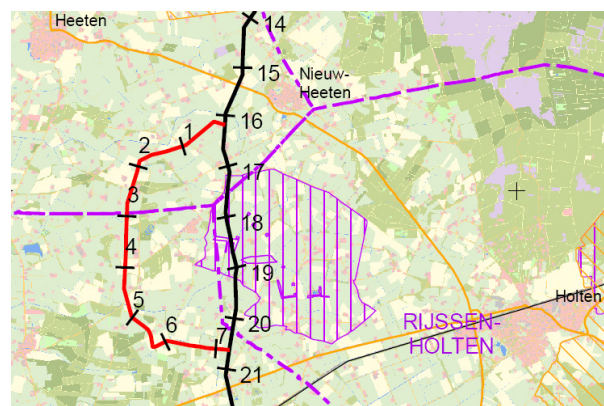 Heeten
14
15
Nieuw-
Heeten
16
1
2
17
3
18
4
19
5
20
6
7
21
RIJSSEN-
HOLTEN
Holten